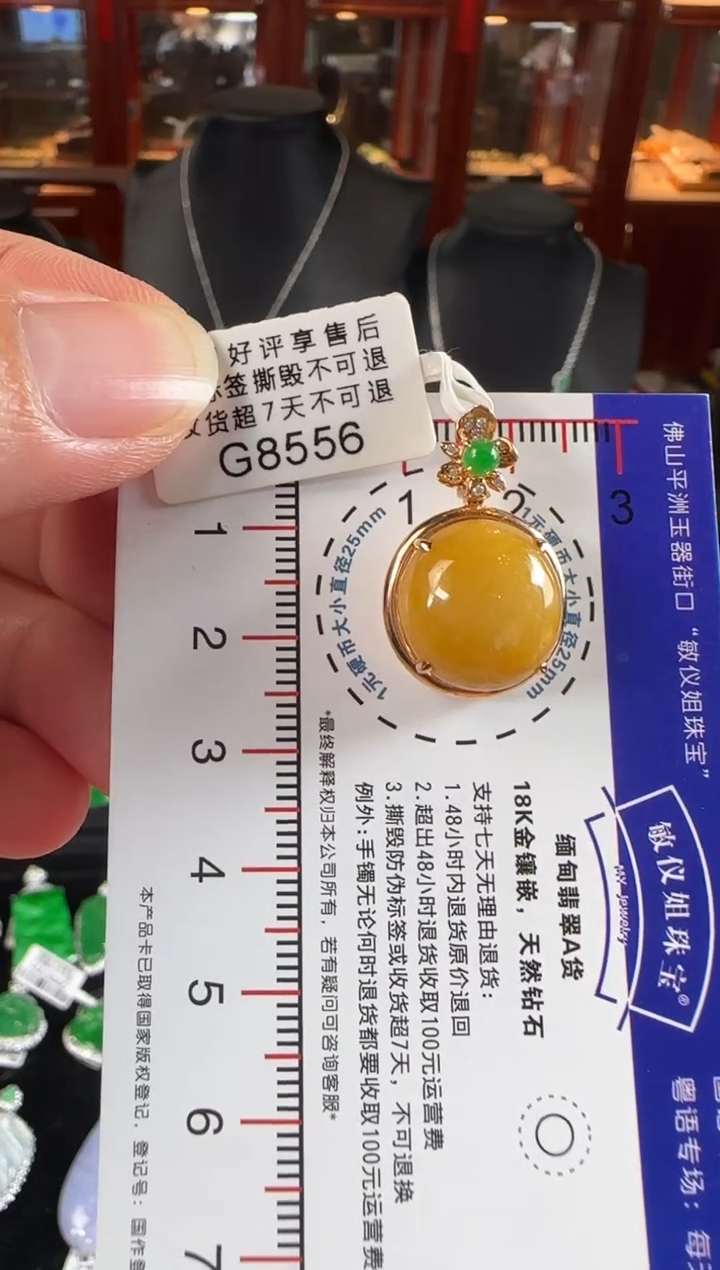 好评享售后
标签撕毁不可退
收货超7天不可退
G8556
1 2 3
1
2
3
4
5
6
7
1元硬币大小直径25mm
1元硬币大小直径25mm
佛山平洲玉器街口“敏仪姐珠宝”
敏仪姐珠宝®
MY Jewelry
缅甸翡翠A货
18K金镶嵌，天然钻石
支持七天无理由退货：
1.48小时内退货原价退回
2.超出48小时退货收取100元运营费
3.撕毁防伪标签或收货超7天，不可退换
例外：手镯无论何时退货都要收取100元运营费
*最终解释权归本公司所有，若有疑问可咨询客服*
本产品卡已取得国家版权登记，登记号：国作登
粤语专场：每天